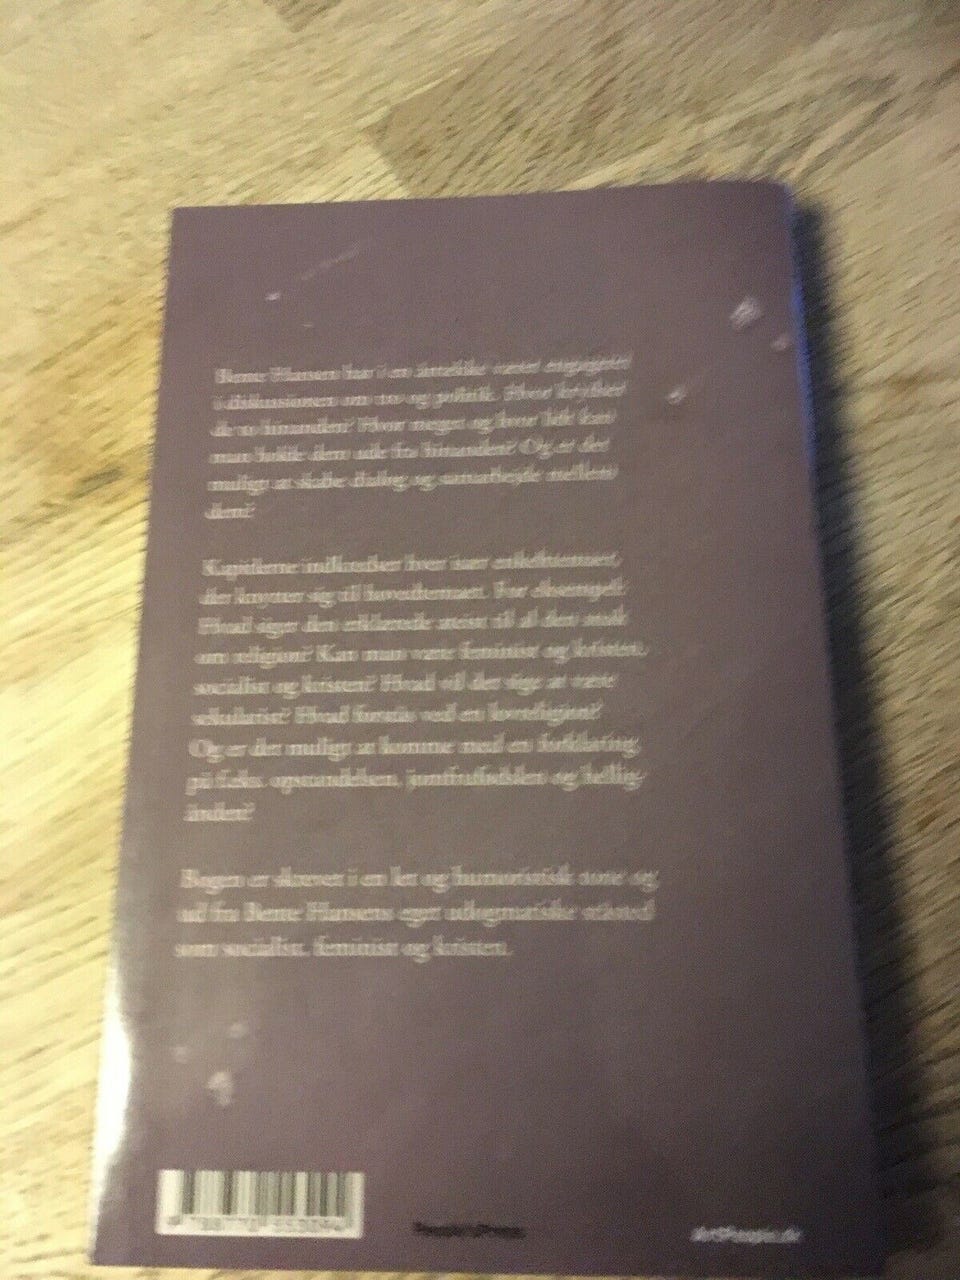 Bente Hansen har i en årrække været engageret
i diskussionen om tro og politik. Hvor krydser
de to hinanden? Hvor meget og hvor lidt kan
man holde dem ude fra hinanden? Og er det
muligt at skabe dialog og samarbejde mellem
dem?
Kapitlerne indkredser hver især enkelttemaer,
der knytter sig til hovedtemaet. For eksempel:
Hvad siger den erklærede ateist til al den snak
om religion? Kan man være feminist og kristen,
socialist og kristen? Hvad vil det sige at være
sekularist? Hvad forstås ved en lovreligion?
Og er det muligt at komme med en forklaring
på f.eks. opstandelsen, jomfrufødslen og hellig-
ånden?
Bogen er skrevet i en let og humoristisk tone og
ud fra Bente Hansens eget udogmatiske ståsted
som socialist, feminist og kristen.
People'sPress
ArtPeople.dk